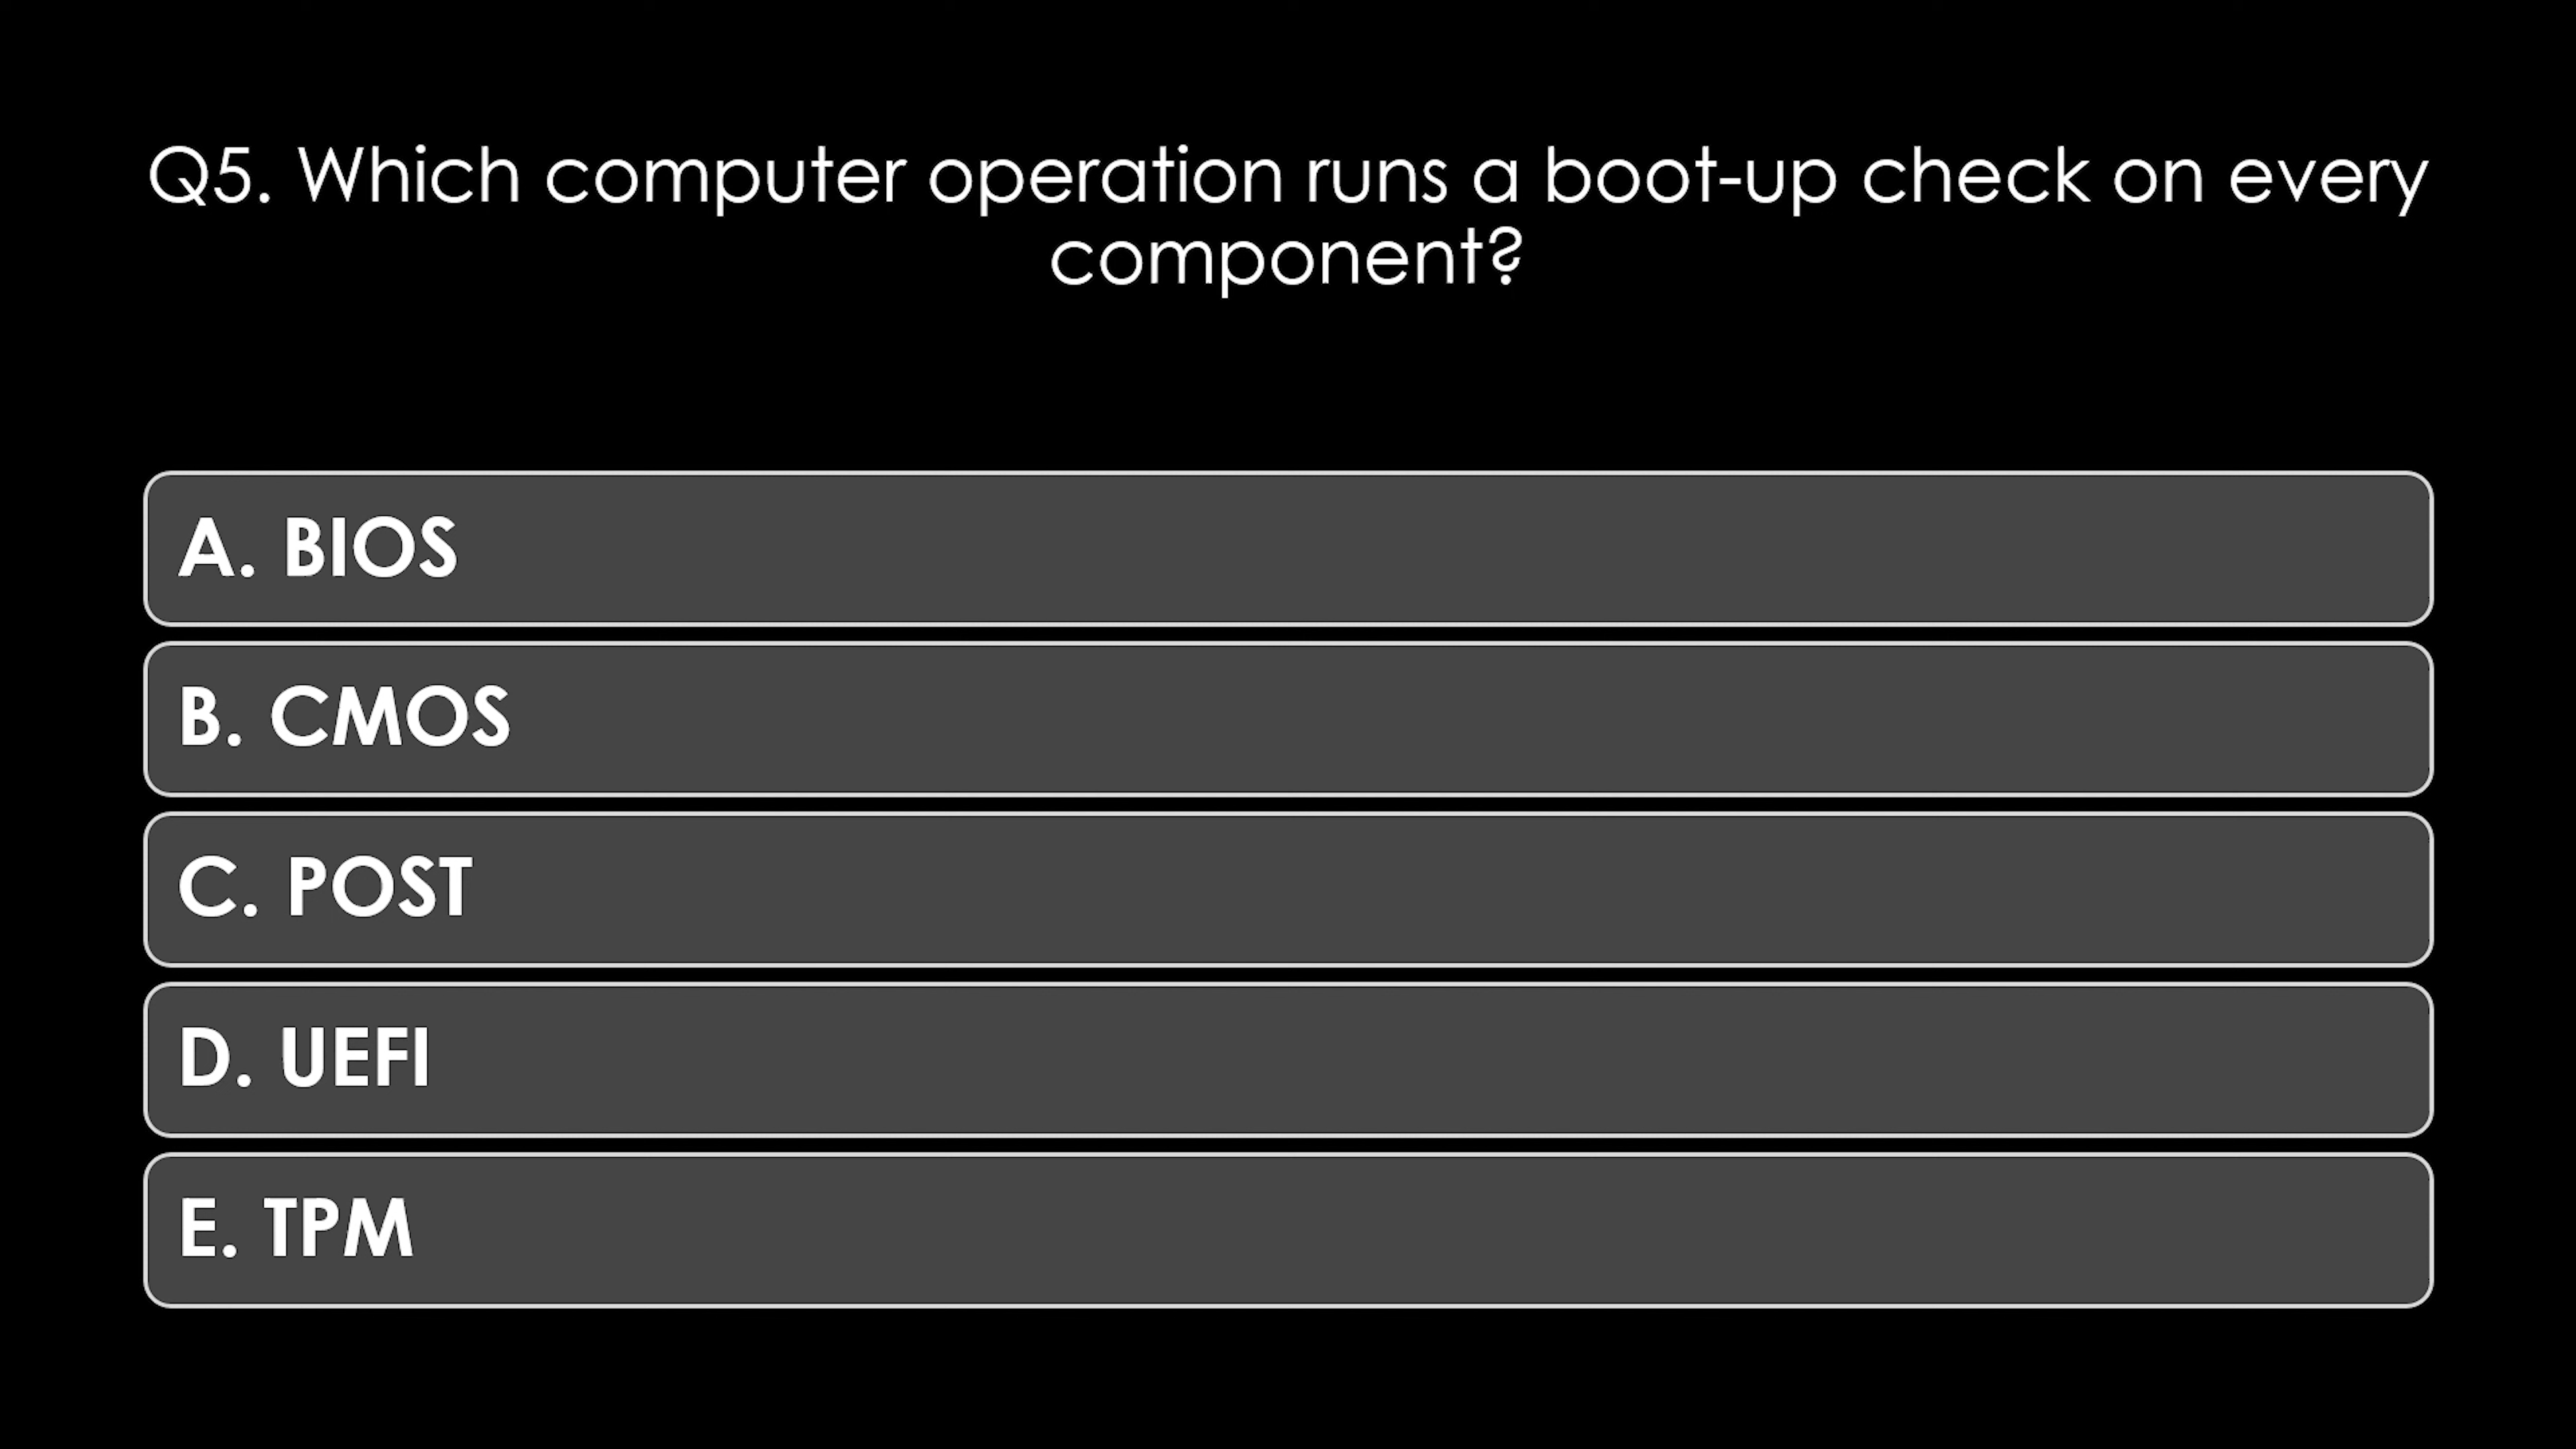 Q5. Which computer operation runs a boot-up check on every
component?
A. BIOS
B. CMOS
C. POST
D. UEFI
E. TPM